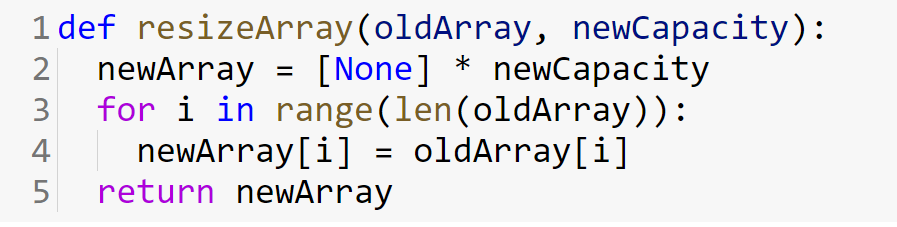 1 def resizeArray(oldArray, newCapacity):
2   newArray = [None] * newCapacity
3   for i in range(len(oldArray)):
4     newArray[i] = oldArray[i]
5   return newArray